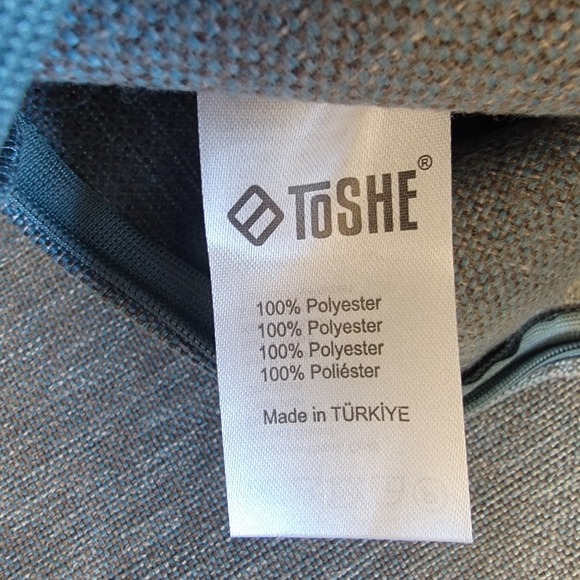 ToSHE®
100% Polyester
100% Polyester
100% Polyester
100% Poliéster
Made in TÜRKİYE